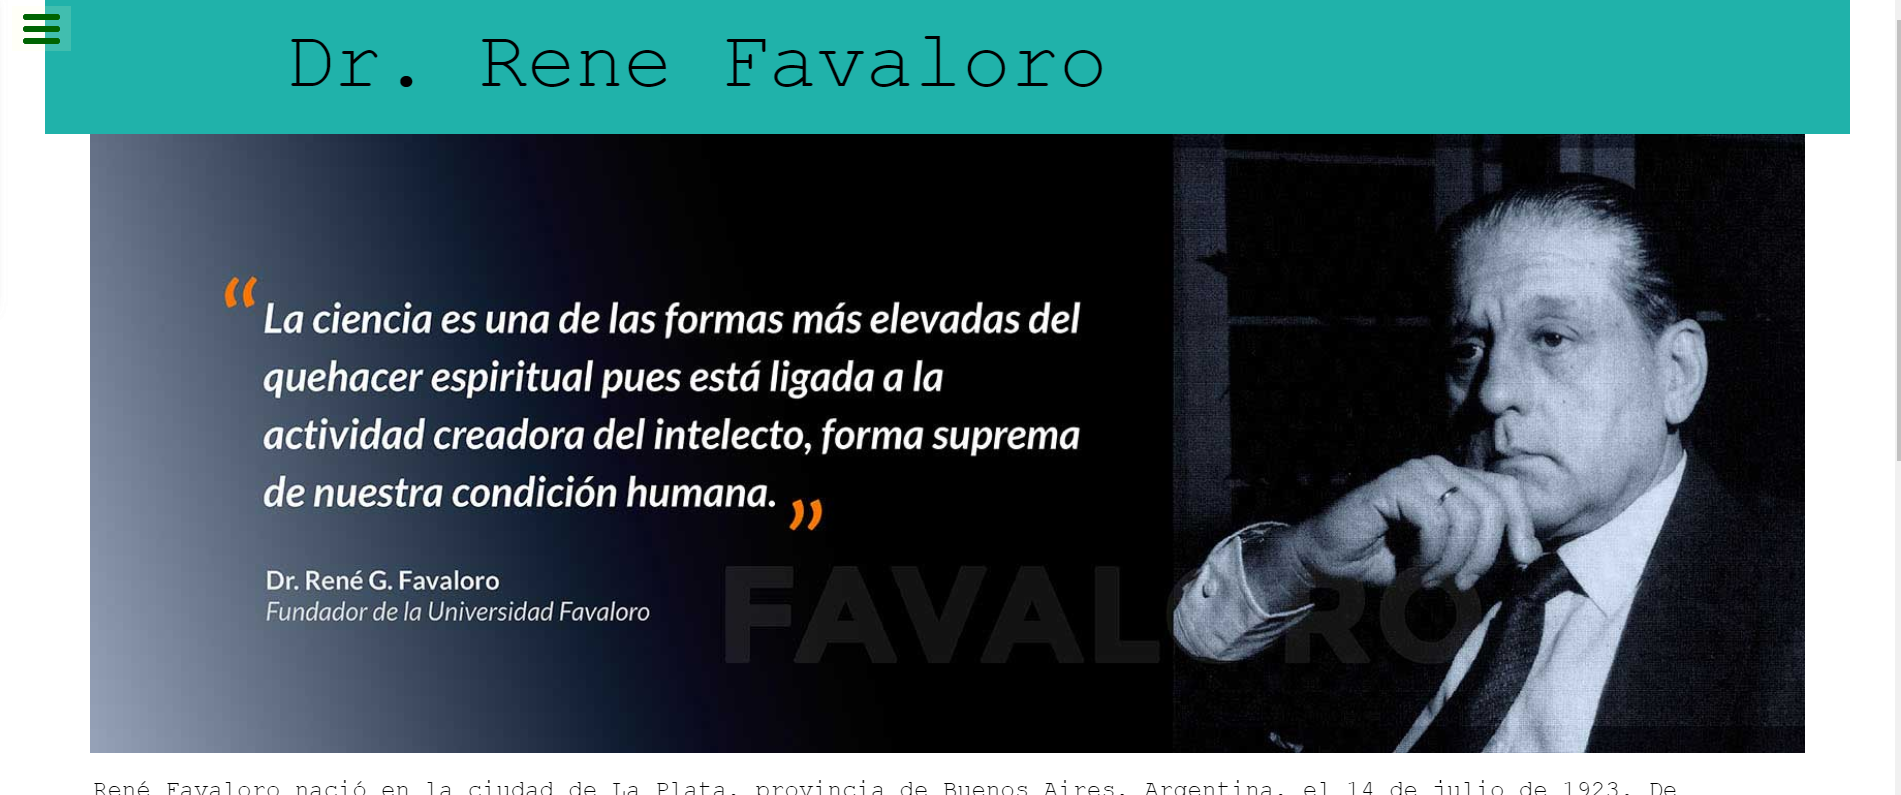 Dr. Rene Favaloro
“La ciencia es una de las formas más elevadas del
quehacer espiritual pues está ligada a la
actividad creadora del intelecto, forma suprema
de nuestra condición humana.”
Dr. René G. Favaloro
Fundador de la Universidad Favaloro
FAVALORO
René Favaloro nació en la ciudad de La Plata, provincia de Buenos Aires, Argentina, el 14 de julio de 1923. De